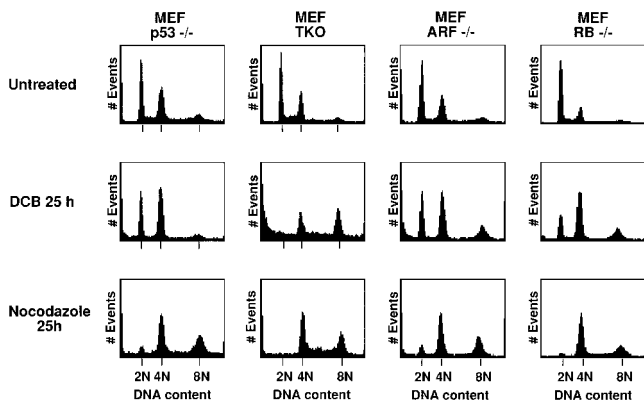 MEF MEF MEF MEF
p53 -/- TKO ARF -/- RB -/-
Untreated
# Events # Events # Events # Events
DCB 25 h
# Events # Events # Events # Events
Nocodazole
25h
# Events # Events # Events # Events
2N 4N 8N 2N 4N 8N 2N 4N 8N 2N 4N 8N
DNA content DNA content DNA content DNA content